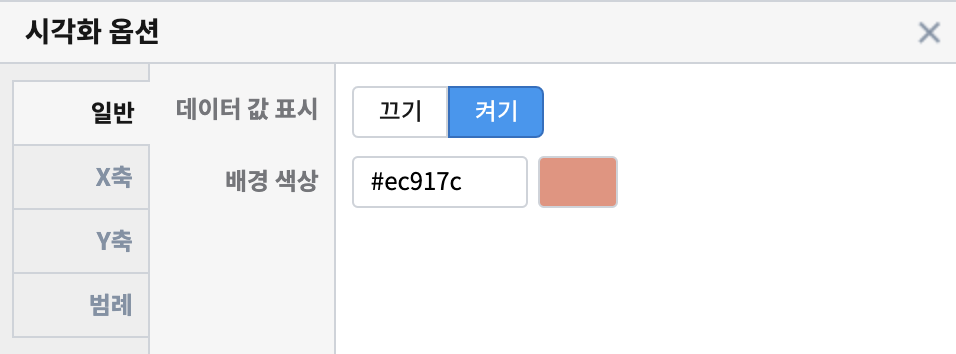 시각화 옵션
일반
데이터 값 표시
끄기
켜기
X축
배경 색상
#ec917c
Y축
범례